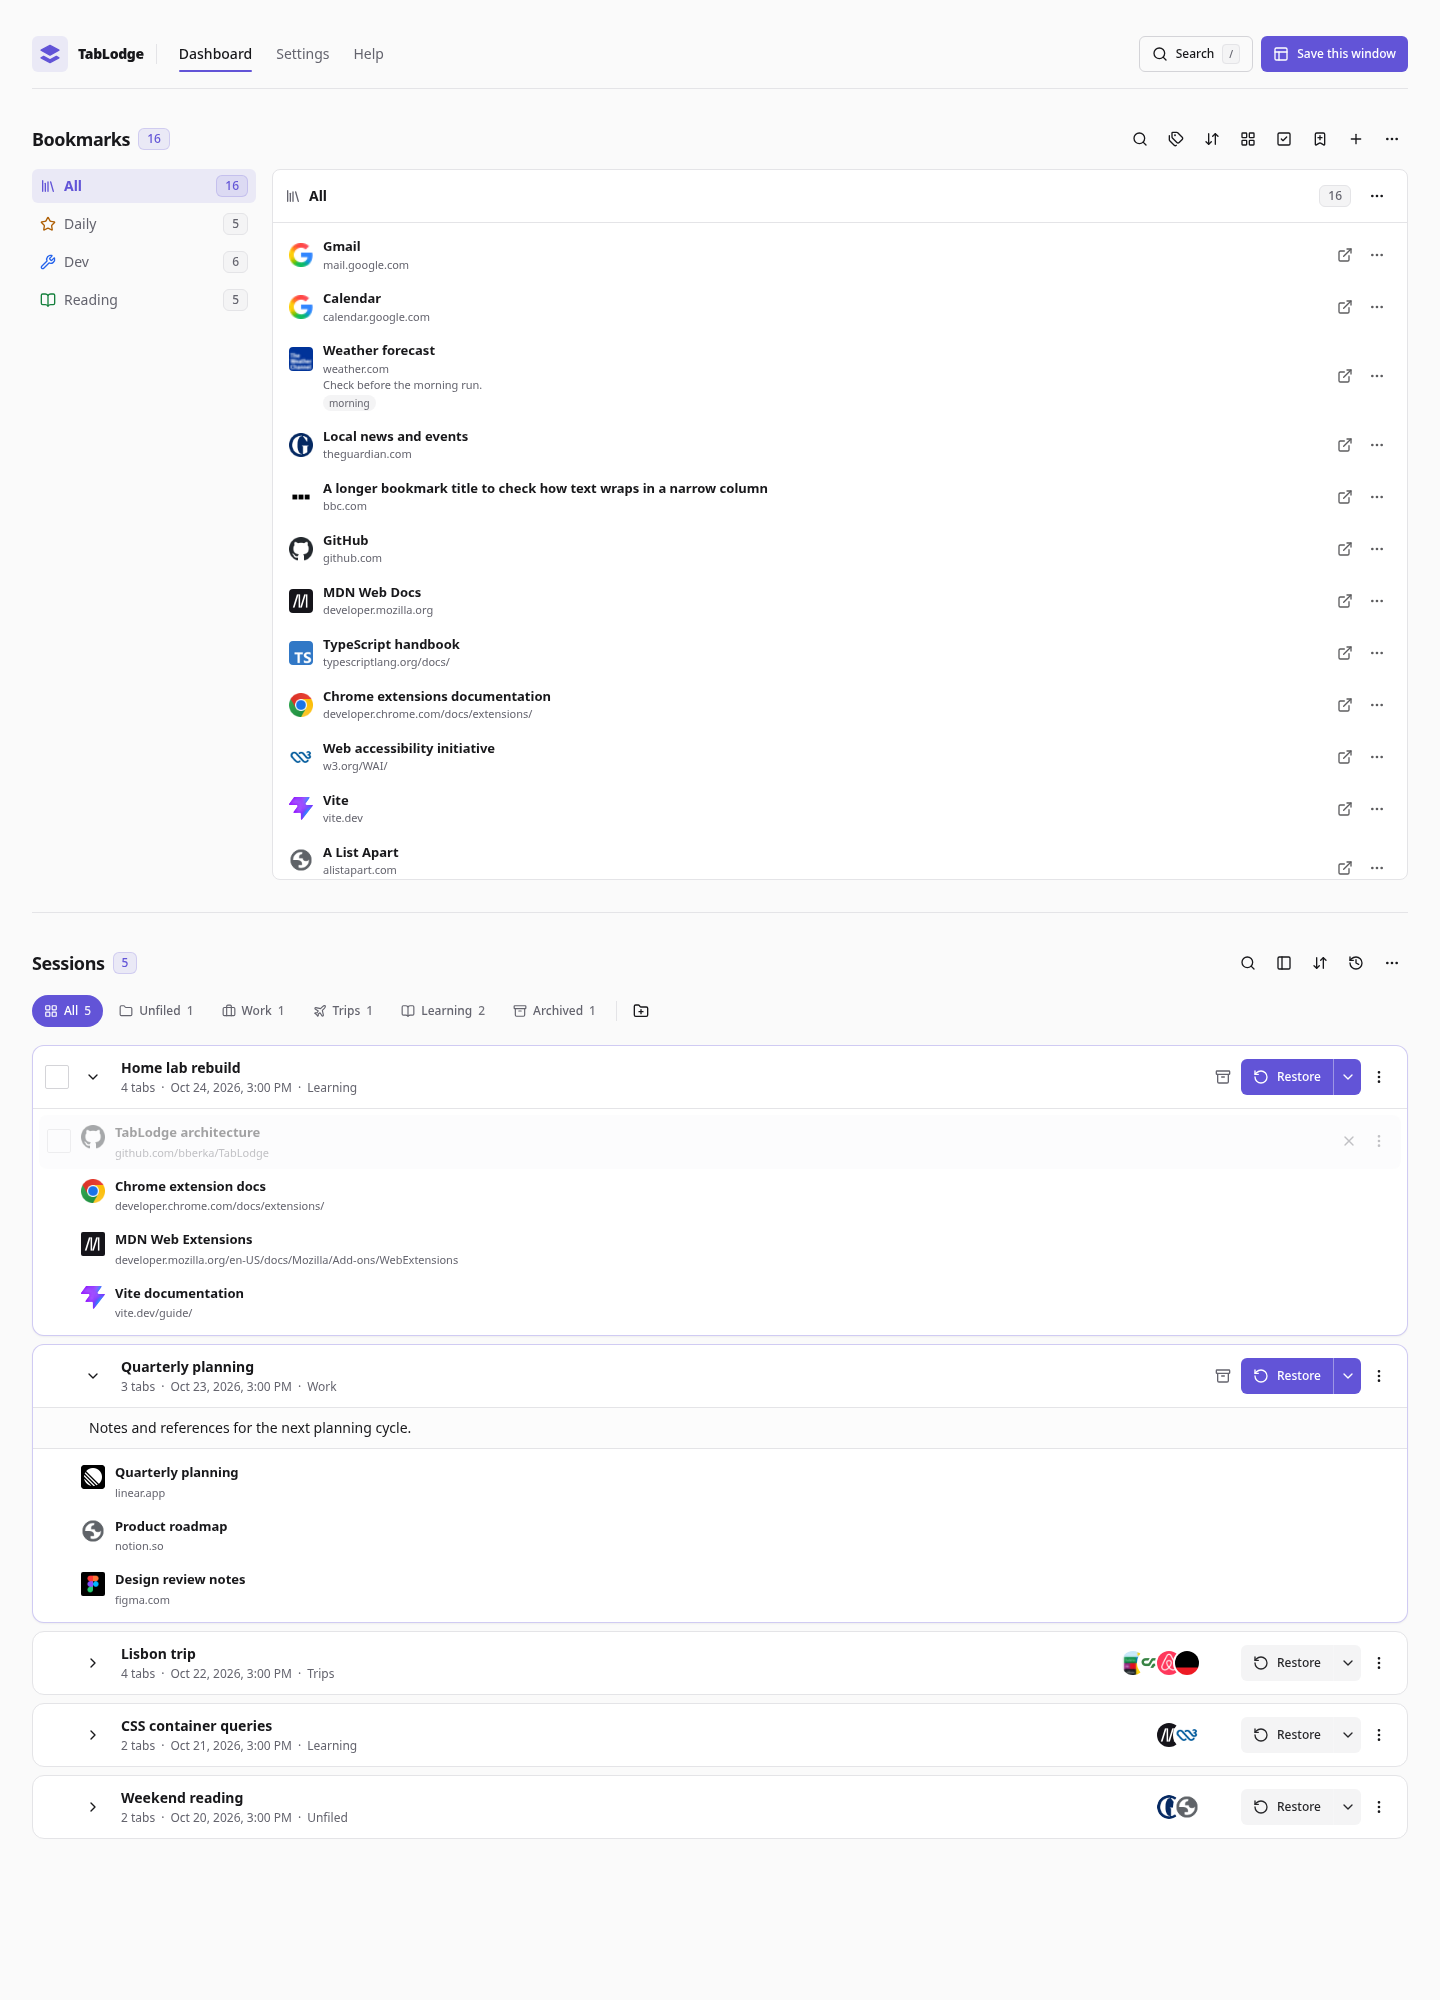 TabLodge
Dashboard
Settings
Help
Search /
Save this window
Bookmarks 16
All 16
Daily 5
Dev 6
Reading 5
All 16
Gmail
mail.google.com
Calendar
calendar.google.com
Weather forecast
weather.com
Check before the morning run.
morning
Local news and events
theguardian.com
A longer bookmark title to check how text wraps in a narrow column
bbc.com
GitHub
github.com
MDN Web Docs
developer.mozilla.org
TypeScript handbook
typescriptlang.org/docs/
Chrome extensions documentation
developer.chrome.com/docs/extensions/
Web accessibility initiative
w3.org/WAI/
Vite
vite.dev
A List Apart
alistapart.com
Sessions 5
All 5
Unfiled 1
Work 1
Trips 1
Learning 2
Archived 1
Home lab rebuild
4 tabs · Oct 24, 2026, 3:00 PM · Learning
Restore
TabLodge architecture
github.com/bberka/TabLodge
Chrome extension docs
developer.chrome.com/docs/extensions/
MDN Web Extensions
developer.mozilla.org/en-US/docs/Mozilla/Add-ons/WebExtensions
Vite documentation
vite.dev/guide/
Quarterly planning
3 tabs · Oct 23, 2026, 3:00 PM · Work
Restore
Notes and references for the next planning cycle.
Quarterly planning
linear.app
Product roadmap
notion.so
Design review notes
figma.com
Lisbon trip
4 tabs · Oct 22, 2026, 3:00 PM · Trips
Restore
CSS container queries
2 tabs · Oct 21, 2026, 3:00 PM · Learning
Restore
Weekend reading
2 tabs · Oct 20, 2026, 3:00 PM · Unfiled
Restore